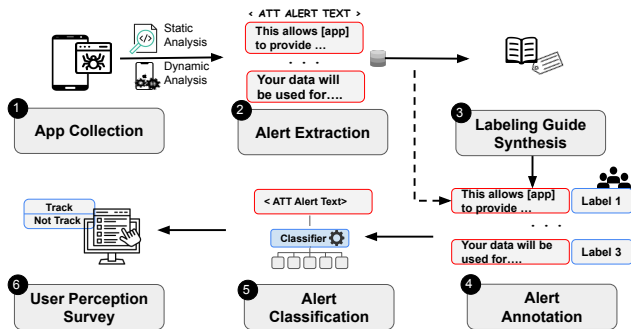 < ATT ALERT TEXT >
Static
Analysis
Dynamic
Analysis
This allows [app]
to provide ...
. . .
Your data will
be used for....
1
App Collection
2
Alert Extraction
3
Labeling Guide
Synthesis
This allows [app]
to provide ...
Label 1
. . .
Your data will
be used for....
Label 3
4
Alert
Annotation
< ATT Alert Text>
Classifier
5
Alert
Classification
Track
Not Track
6
User Perception
Survey